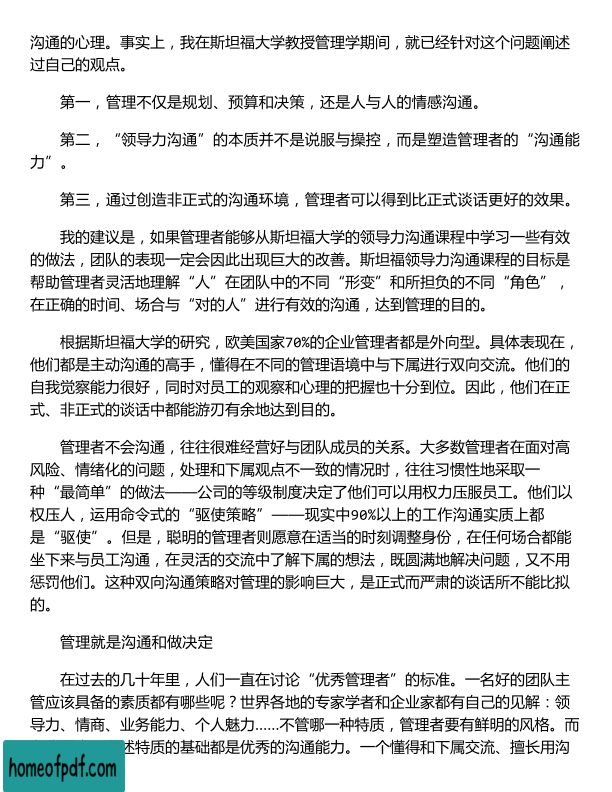 沟通的心理。事实上，我在斯坦福大学教授管理学期间，就已经针对这个问题阐述
过自己的观点。
第一，管理不仅是规划、预算和决策，还是人与人的情感沟通。
第二，“领导力沟通”的本质并不是说服与操控，而是塑造管理者的“沟通能
力”。
第三，通过创造非正式的沟通环境，管理者可以得到比正式谈话更好的效果。
我的建议是，如果管理者能够从斯坦福大学的领导力沟通课程中学习一些有效
的做法，团队的表现一定会因此出现巨大的改善。斯坦福领导力沟通课程的目标是
帮助管理者灵活地理解“人”在团队中的不同“形变”和所担负的不同“角色”，
在正确的时间、场合与“对的人”进行有效的沟通，达到管理的目的。
根据斯坦福大学的研究，欧美国家70%的企业管理者都是外向型。具体表现在，
他们都是主动沟通的高手，懂得在不同的管理语境中与下属进行双向交流。他们的
自我觉察能力很好，同时对员工的观察和心理的把握也十分到位。因此，他们在正
式、非正式的谈话中都能游刃有余地达到目的。
管理者不会沟通，往往很难经营好与团队成员的关系。大多数管理者在面对高
风险、情绪化的问题，处理和下属观点不一致的情况时，往往习惯性地采取一
种“最简单”的做法——公司的等级制度决定了他们可以用权力压服员工。他们以
权压人，运用命令式的“驱使策略”——现实中90%以上的工作沟通实质上都
是“驱使”。但是，聪明的管理者则愿意在适当的时刻调整身份，在任何场合都能
坐下来与员工沟通，在灵活的交流中了解下属的想法，既圆满地解决问题，又不用
惩罚他们。这种双向沟通策略对管理的影响巨大，是正式而严肃的谈话所不能比拟
的。
管理就是沟通和做决定
在过去的几十年里，人们一直在讨论“优秀管理者”的标准。一名好的团队主
管应该具备的素质都有哪些呢？世界各地的专家学者和企业家都有自己的见解：领
导力、情商、业务能力、个人魅力……不管哪一种特质，管理者要有鲜明的风格。而
述特质的基础都是优秀的沟通能力。一个懂得和下属交流、擅长用沟
homeofpdf.com